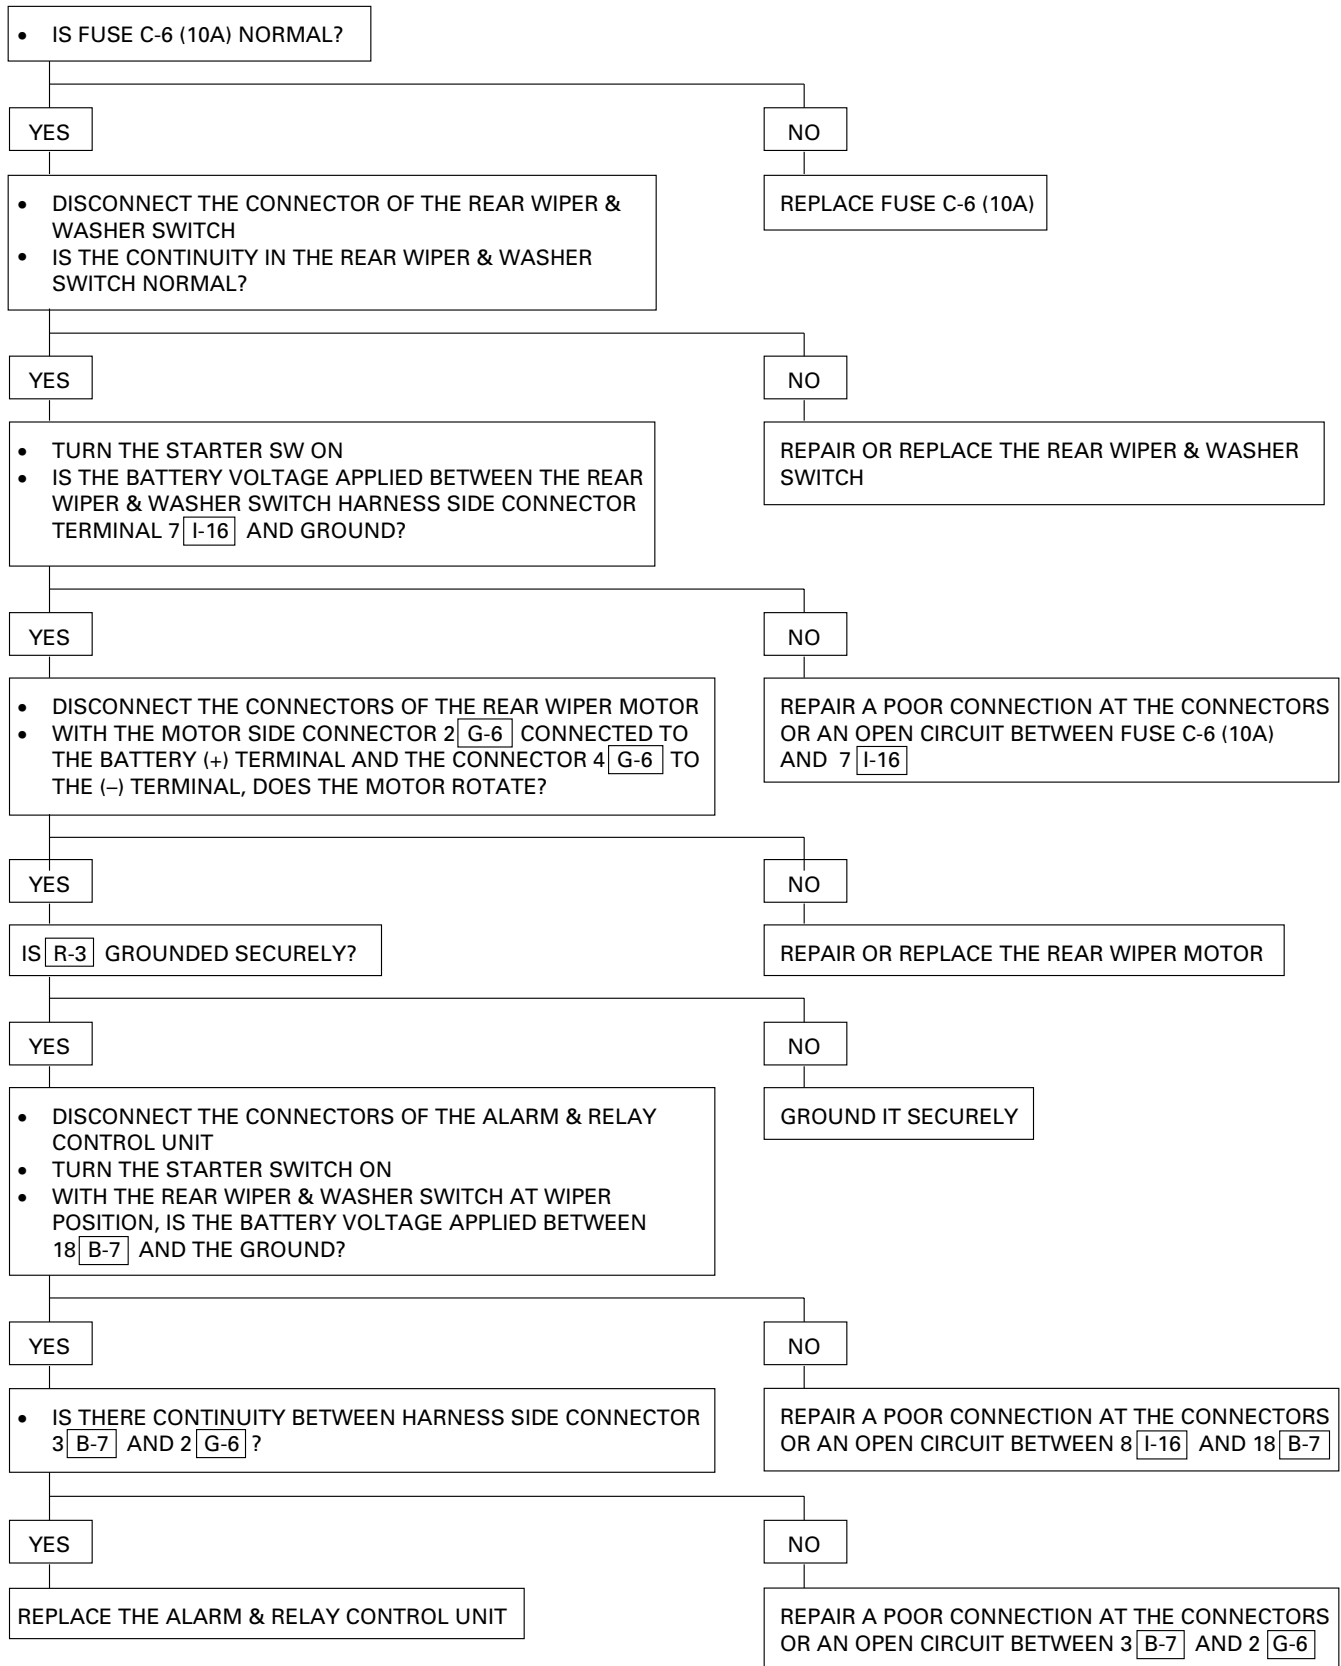 • IS FUSE C-6 (10A) NORMAL?
YES
NO
• DISCONNECT THE CONNECTOR OF THE REAR WIPER &
WASHER SWITCH
• IS THE CONTINUITY IN THE REAR WIPER & WASHER
SWITCH NORMAL?
REPLACE FUSE C-6 (10A)
YES
NO
• TURN THE STARTER SW ON
• IS THE BATTERY VOLTAGE APPLIED BETWEEN THE REAR
WIPER & WASHER SWITCH HARNESS SIDE CONNECTOR
TERMINAL 7 I-16 AND GROUND?
REPAIR OR REPLACE THE REAR WIPER & WASHER
SWITCH
YES
NO
• DISCONNECT THE CONNECTORS OF THE REAR WIPER MOTOR
• WITH THE MOTOR SIDE CONNECTOR 2 G-6 CONNECTED TO
THE BATTERY (+) TERMINAL AND THE CONNECTOR 4 G-6 TO
THE (–) TERMINAL, DOES THE MOTOR ROTATE?
REPAIR A POOR CONNECTION AT THE CONNECTORS
OR AN OPEN CIRCUIT BETWEEN FUSE C-6 (10A)
AND 7 I-16
YES
NO
IS R-3 GROUNDED SECURELY?
REPAIR OR REPLACE THE REAR WIPER MOTOR
YES
NO
• DISCONNECT THE CONNECTORS OF THE ALARM & RELAY
CONTROL UNIT
• TURN THE STARTER SWITCH ON
• WITH THE REAR WIPER & WASHER SWITCH AT WIPER
POSITION, IS THE BATTERY VOLTAGE APPLIED BETWEEN
18 B-7 AND THE GROUND?
GROUND IT SECURELY
YES
NO
• IS THERE CONTINUITY BETWEEN HARNESS SIDE CONNECTOR
3 B-7 AND 2 G-6 ?
REPAIR A POOR CONNECTION AT THE CONNECTORS
OR AN OPEN CIRCUIT BETWEEN 8 I-16 AND 18 B-7
YES
NO
REPLACE THE ALARM & RELAY CONTROL UNIT
REPAIR A POOR CONNECTION AT THE CONNECTORS
OR AN OPEN CIRCUIT BETWEEN 3 B-7 AND 2 G-6